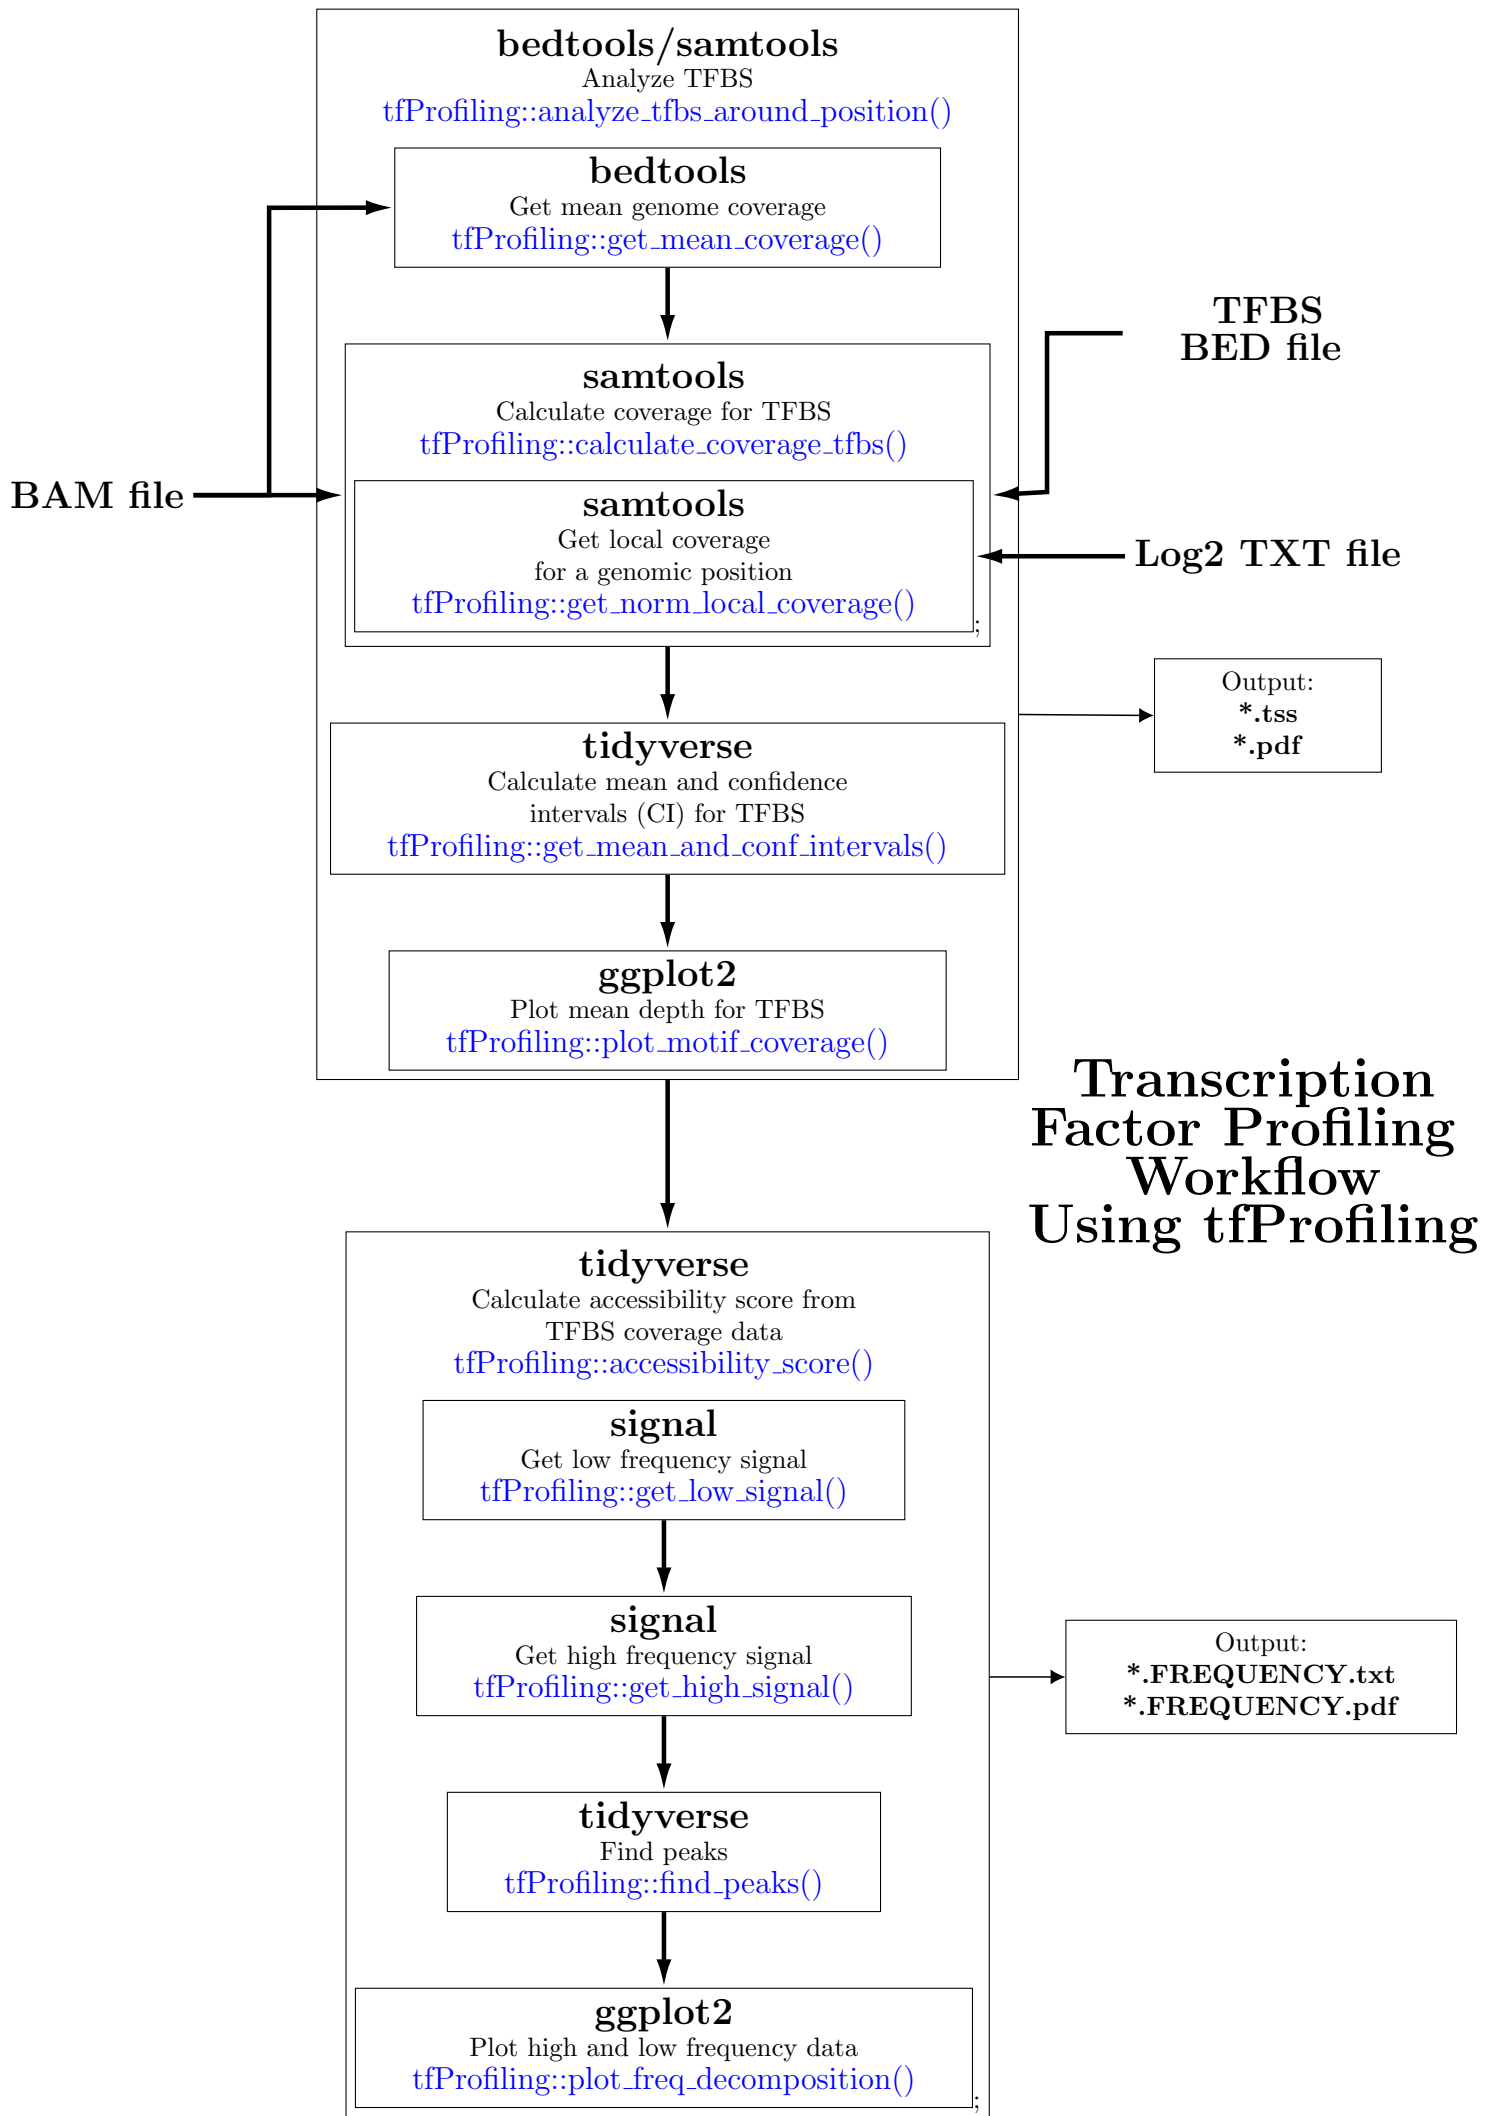 bedtools/samtools
Analyze TFBS
tfProfiling::analyze_tfbs_around_position()
bedtools
Get mean genome coverage
tfProfiling::get_mean_coverage()
TFBS
BED file
samtools
Calculate coverage for TFBS
tfProfiling::calculate_coverage_tfbs()
BAM file
samtools
Get local coverage
for a genomic position
tfProfiling::get_norm_local_coverage()
;
Log2 TXT file
Output:
*.tss
*.pdf
tidyverse
Calculate mean and confidence
intervals (CI) for TFBS
tfProfiling::get_mean_and_conf_intervals()
ggplot2
Plot mean depth for TFBS
tfProfiling::plot_motif_coverage()
Transcription
Factor Profiling
Workflow
Using tfProfiling
tidyverse
Calculate accessibility score from
TFBS coverage data
tfProfiling::accessibility_score()
signal
Get low frequency signal
tfProfiling::get_low_signal()
signal
Get high frequency signal
tfProfiling::get_high_signal()
Output:
*.FREQUENCY.txt
*.FREQUENCY.pdf
tidyverse
Find peaks
tfProfiling::find_peaks()
ggplot2
Plot high and low frequency data
tfProfiling::plot_freq_decomposition()
;